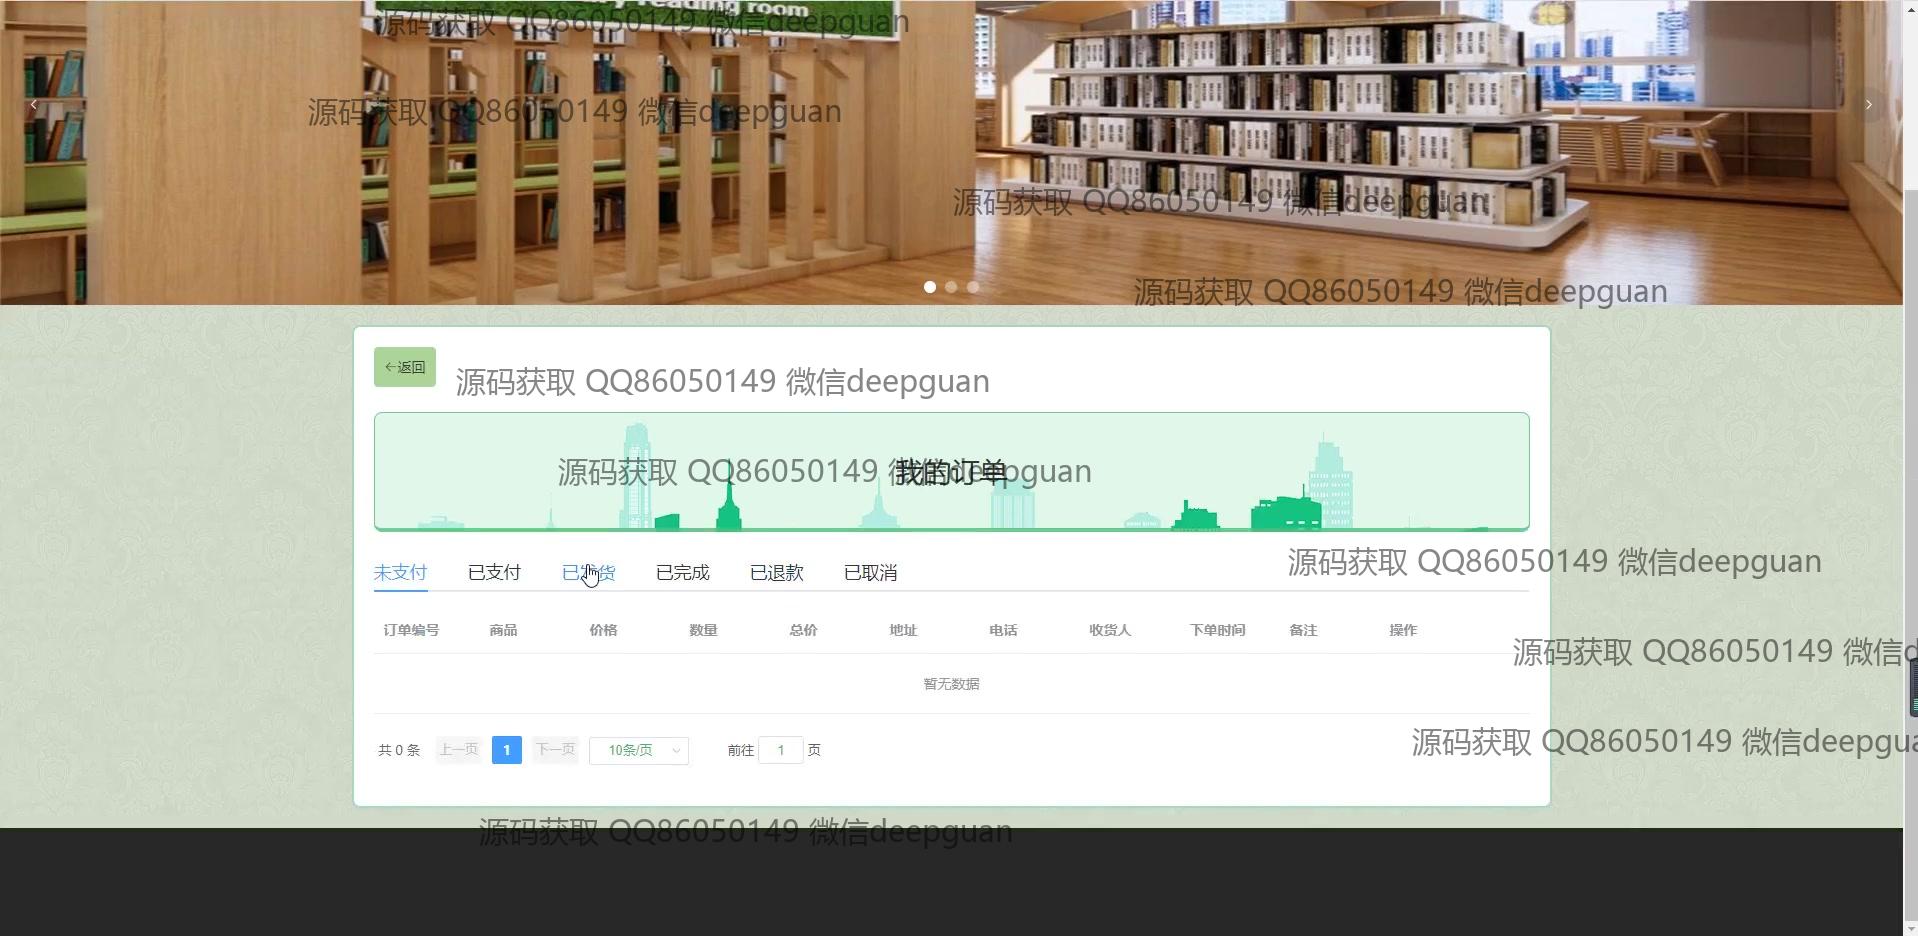 reading room
源码获取 QQ86050149 微信deepguan
源码获取 QQ86050149 微信deepguan
源码获取 QQ86050149 微信deepguan
源码获取 QQ86050149 微信deepguan
←返回
源码获取 QQ86050149 微信deepguan
我的订单
源码获取 QQ86050149 微信deepguan
未支付 已支付 已发货 已完成 已退款 已取消
源码获取 QQ86050149 微信deepguan
订单编号 商品 价格 数量 总价 地址 电话 收货人 下单时间 备注 操作
源码获取 QQ86050149 微信d
暂无数据
共 0 条 上一页 1 下一页 10条/页 前往 1 页
源码获取 QQ86050149 微信deepgua
源码获取 QQ86050149 微信deepguan